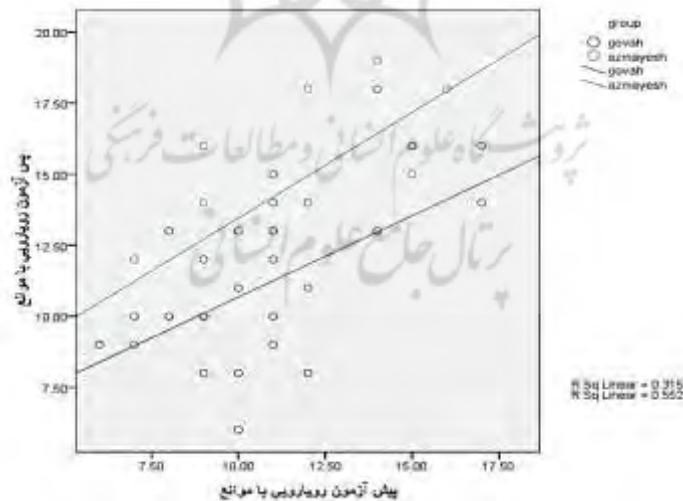 group
govah
azmayesh
govah
azmayesh
20.00
17.50
15.00
12.50
10.00
7.50
پس آزمون رویارویی با موانع
پژوهشگاه علوم انسانی و مطالعات فرهنگی
پرتال جامع علوم انسانی
R Sq Linear = 0.315
R Sq Linear = 0.552
7.50 10.00 12.50 15.00 17.50
پیش آزمون رویارویی با موانع